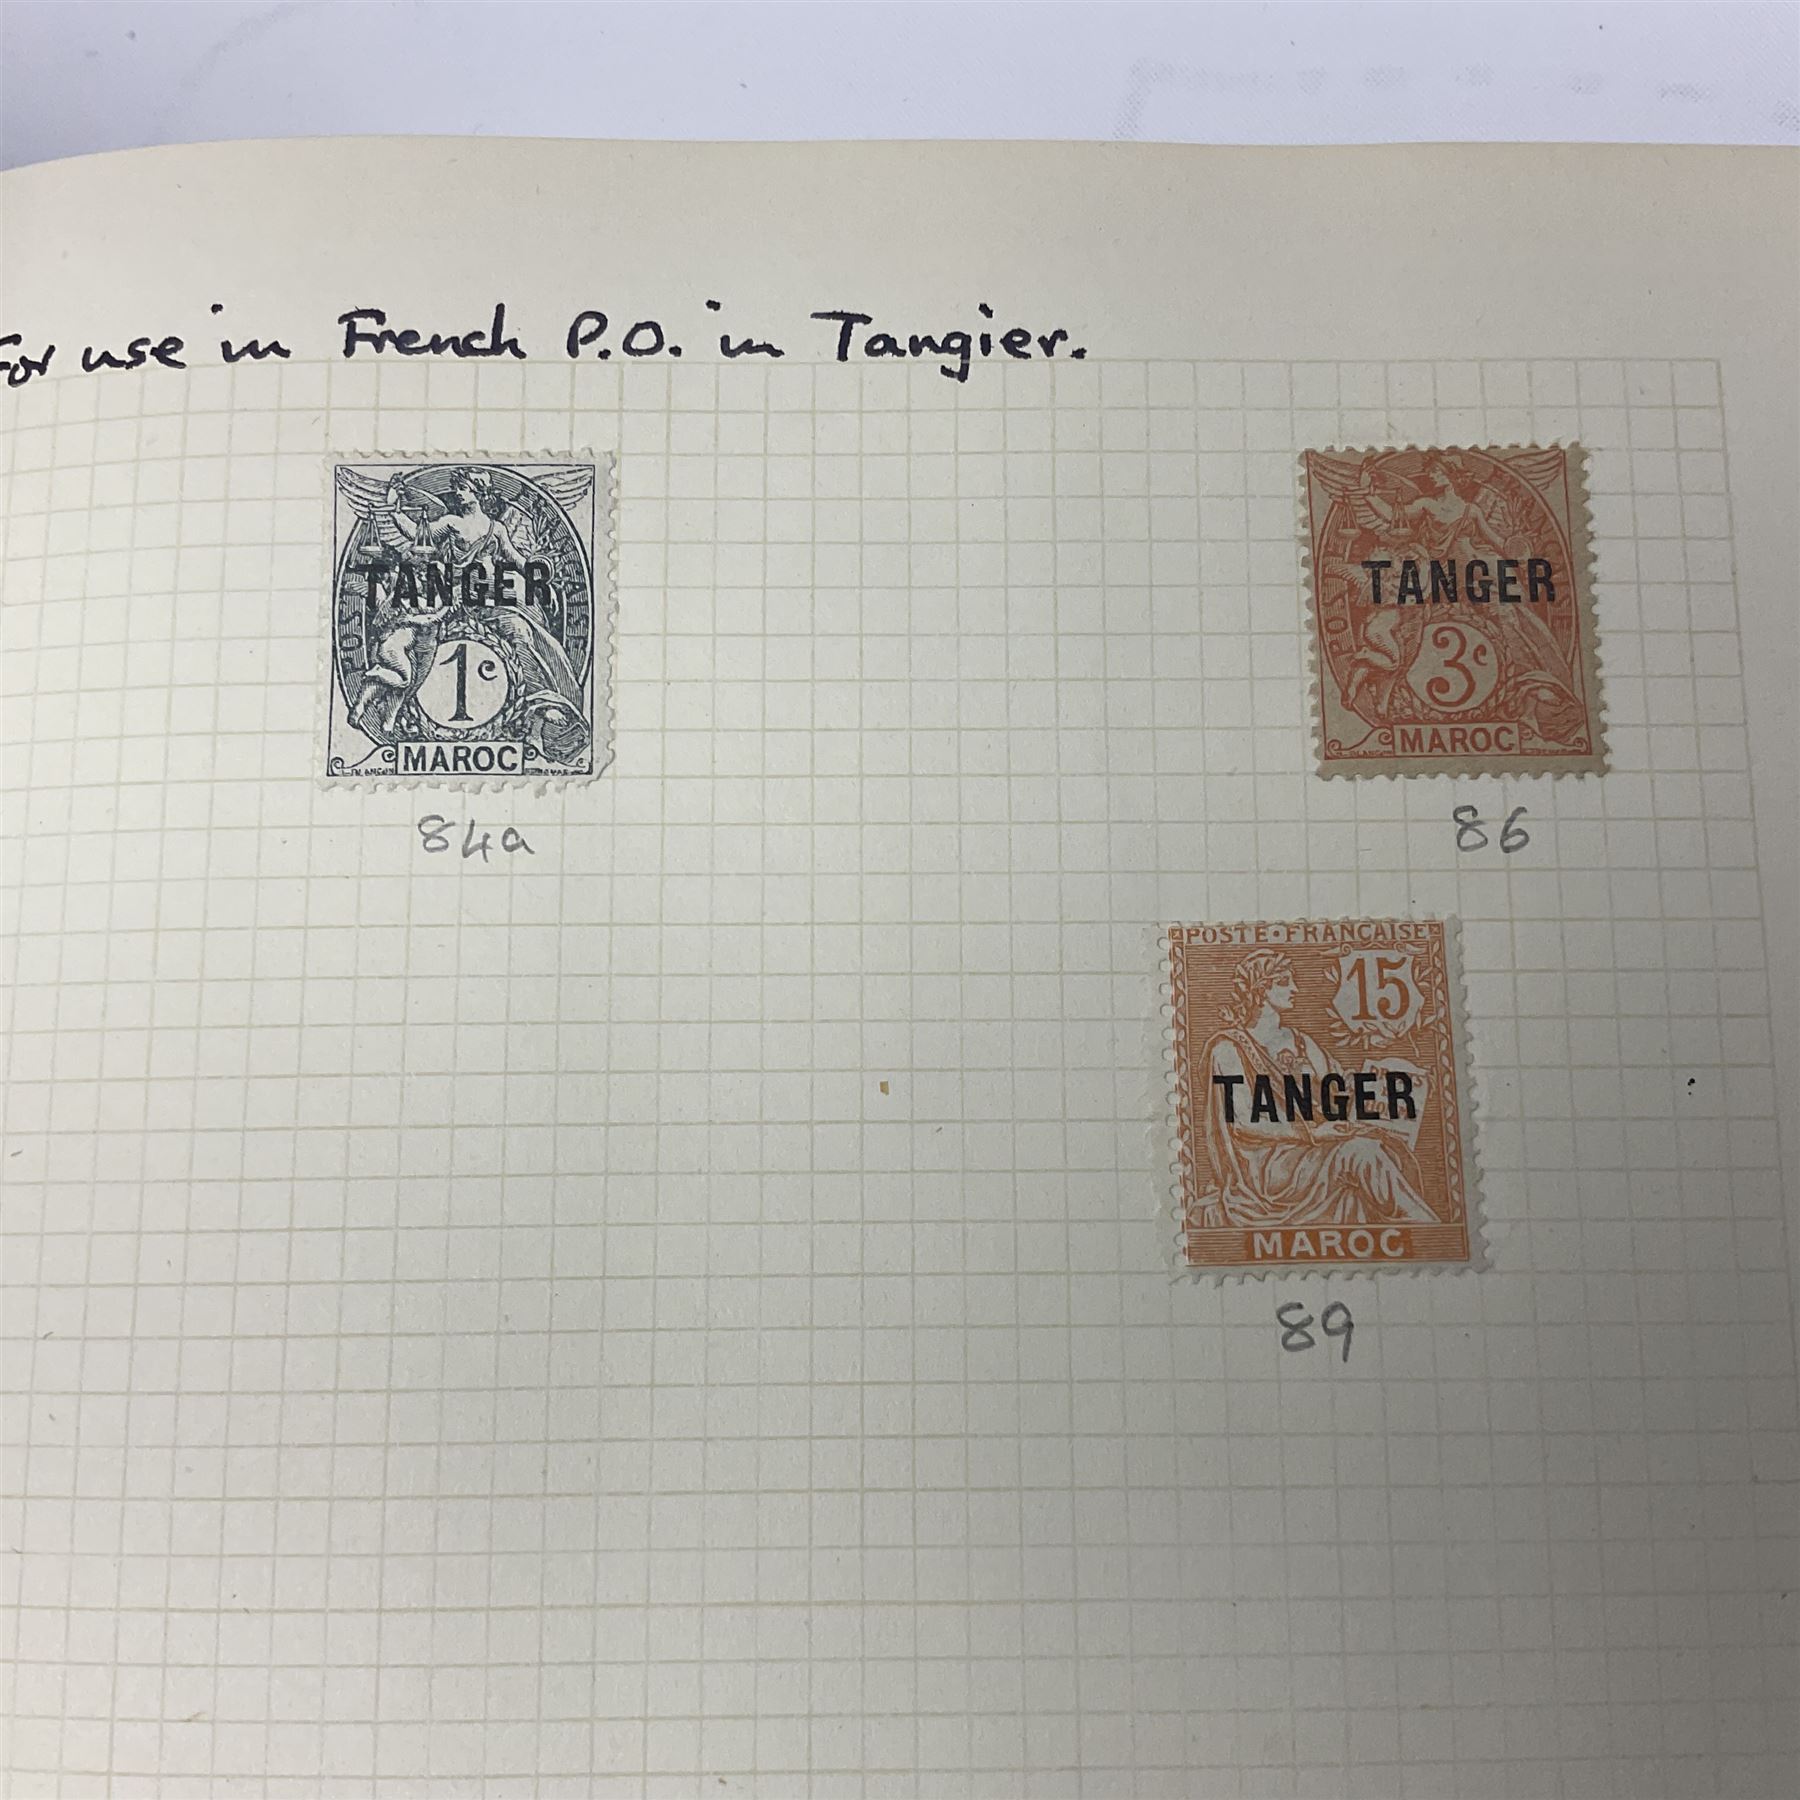 For use in French P.O. in Tangier.
TANGER
1c
MAROC
84a
TANGER
3c
MAROC
86
POSTE·FRANÇAISE
15
TANGER
MAROC
89